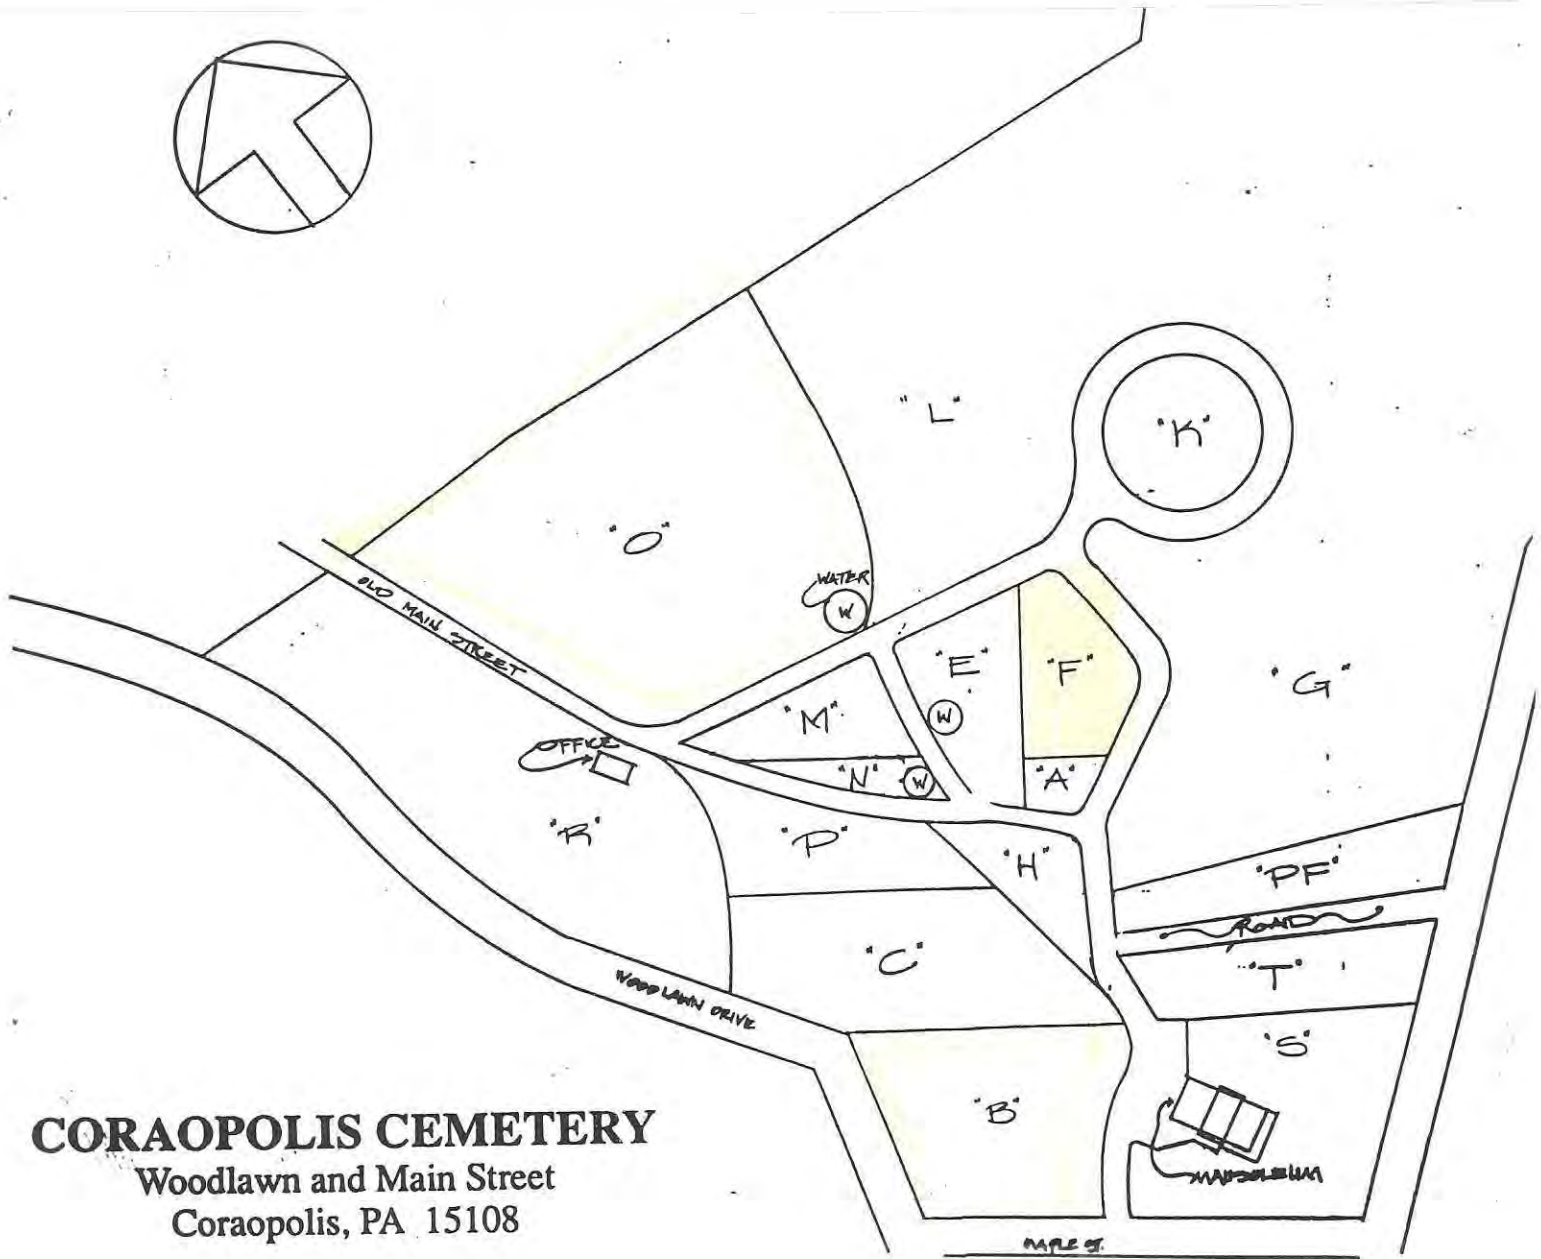 "L"
"K"
"O"
WATER
W
OLD MAIN STREET
"E"
"F"
"G"
"M"
W
OFFICE
"N"
W
"A"
"R"
"P"
"H"
"PF"
ROAD
"C"
"T"
WOODLAWN DRIVE
"S"
"B"
MAUSOLEUM
MAPLE ST.
CORAOPOLIS CEMETERY
Woodlawn and Main Street
Coraopolis, PA 15108